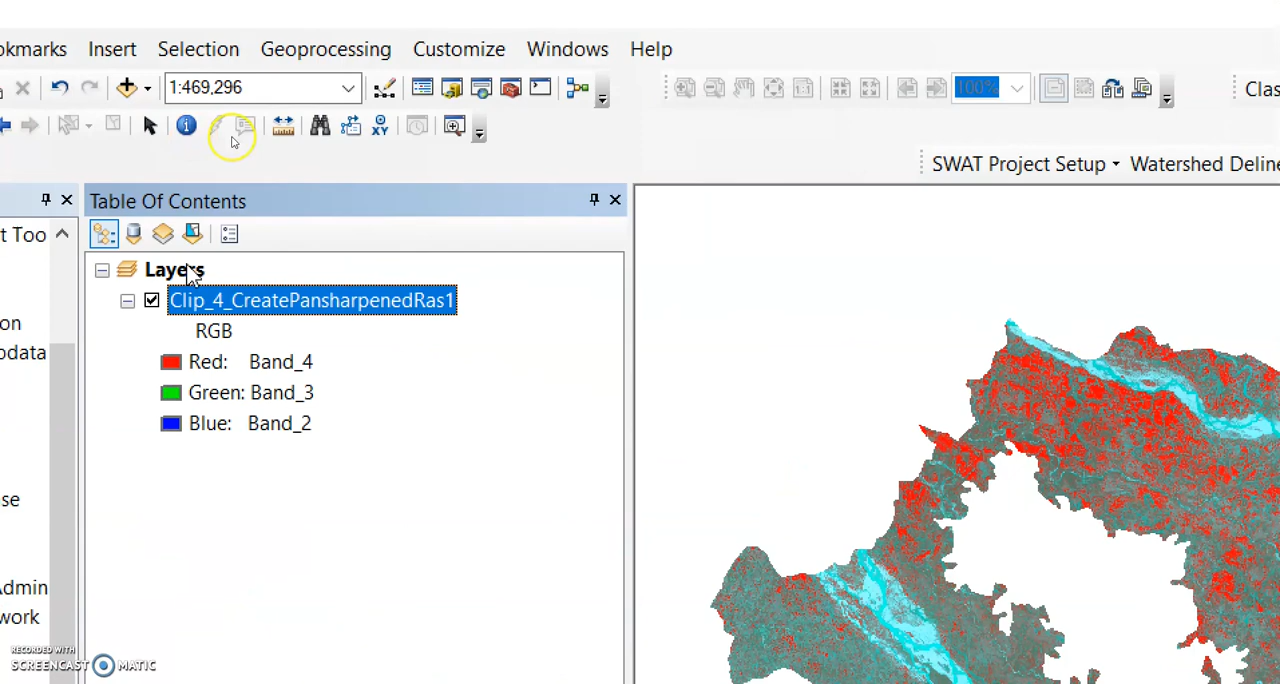 okmarks Insert Selection Geoprocessing Customize Windows Help
1:469,296 100% Clas
XY
SWAT Project Setup Watershed Deline
Table Of Contents
t Too
Layers
Clip_4_CreatePansharpenedRas1
on
RGB
odata
Red: Band_4
Green: Band_3
Blue: Band_2
se
Admin
work
RECORDED WITH
SCREENCAST MATIC